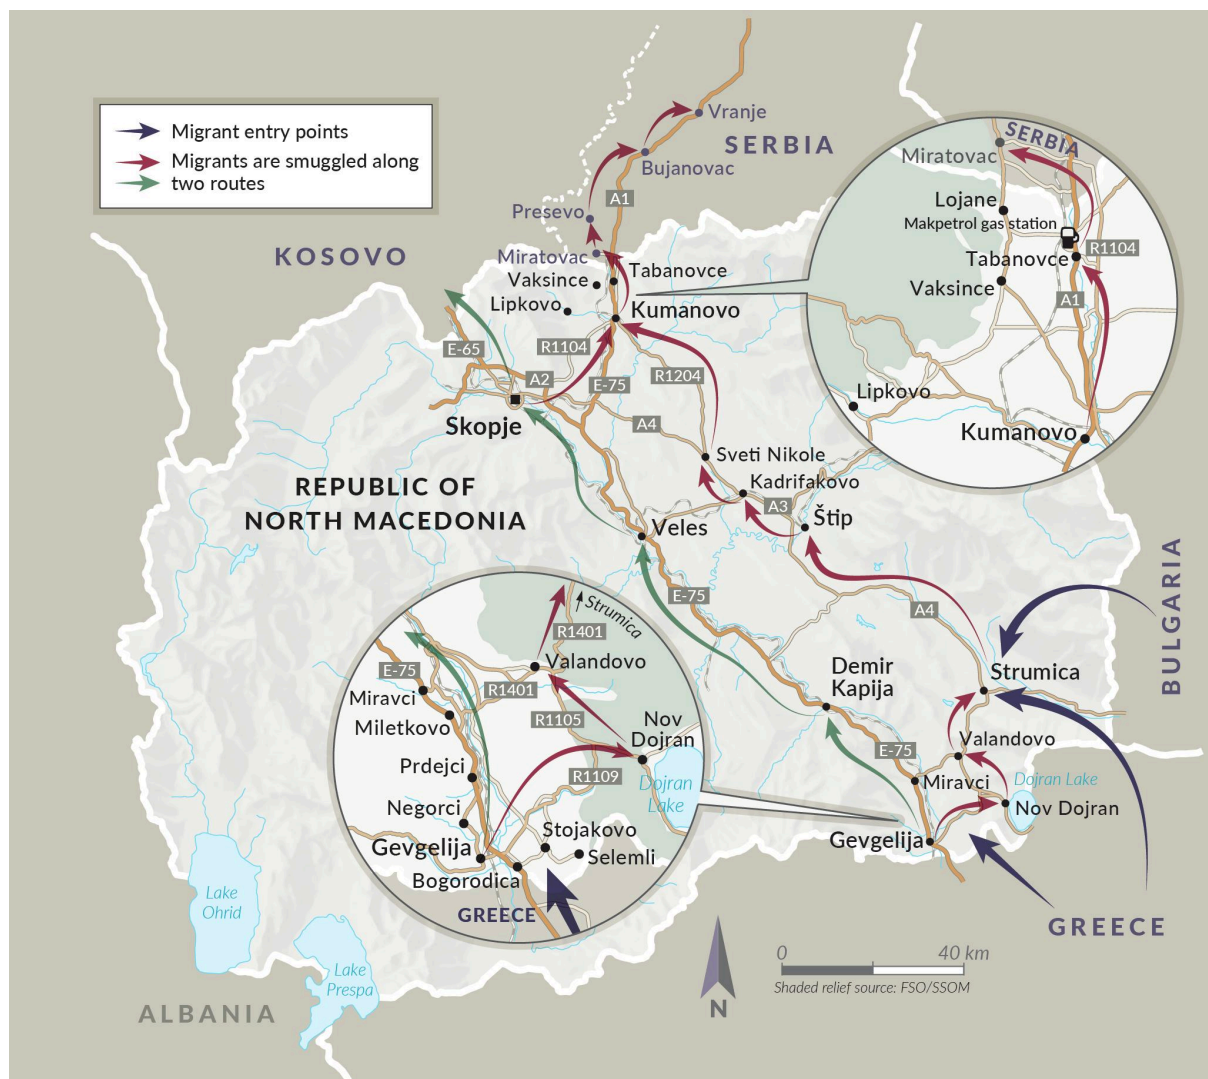 Migrant entry points
Migrants are smuggled along
two routes
Vranje
SERBIA
Bujanovac
A1
Presevo
KOSOVO
Miratovac
Tabanovce
Vaksince
Lipkovo
Kumanovo
E-65
R1104
A2
E-75
R1204
Skopje
A4
Sveti Nikole
Kadrifakovo
A3
Štip
REPUBLIC OF
NORTH MACEDONIA
Veles
E-75
A4
BULGARIA
Strumica
Demir
Kapija
E-75
Valandovo
Miravci
Dojran Lake
Nov Dojran
Gevgelija
GREECE
Lake
Ohrid
Lake
Prespa
ALBANIA
SERBIA
Miratovac
Lojane
Makpetrol gas station
R1104
Tabanovce
Vaksince
A1
Lipkovo
Kumanovo
Strumica
R1401
E-75
Valandovo
R1401
Miravci
Miletkovo
R1105
Nov
Dojran
Prdejci
R1109
Dojran
Lake
Negorci
Stojakovo
Gevgelija
Selemli
Bogorodica
GREECE
0
40 km
Shaded relief source: FSO/SSOM
N